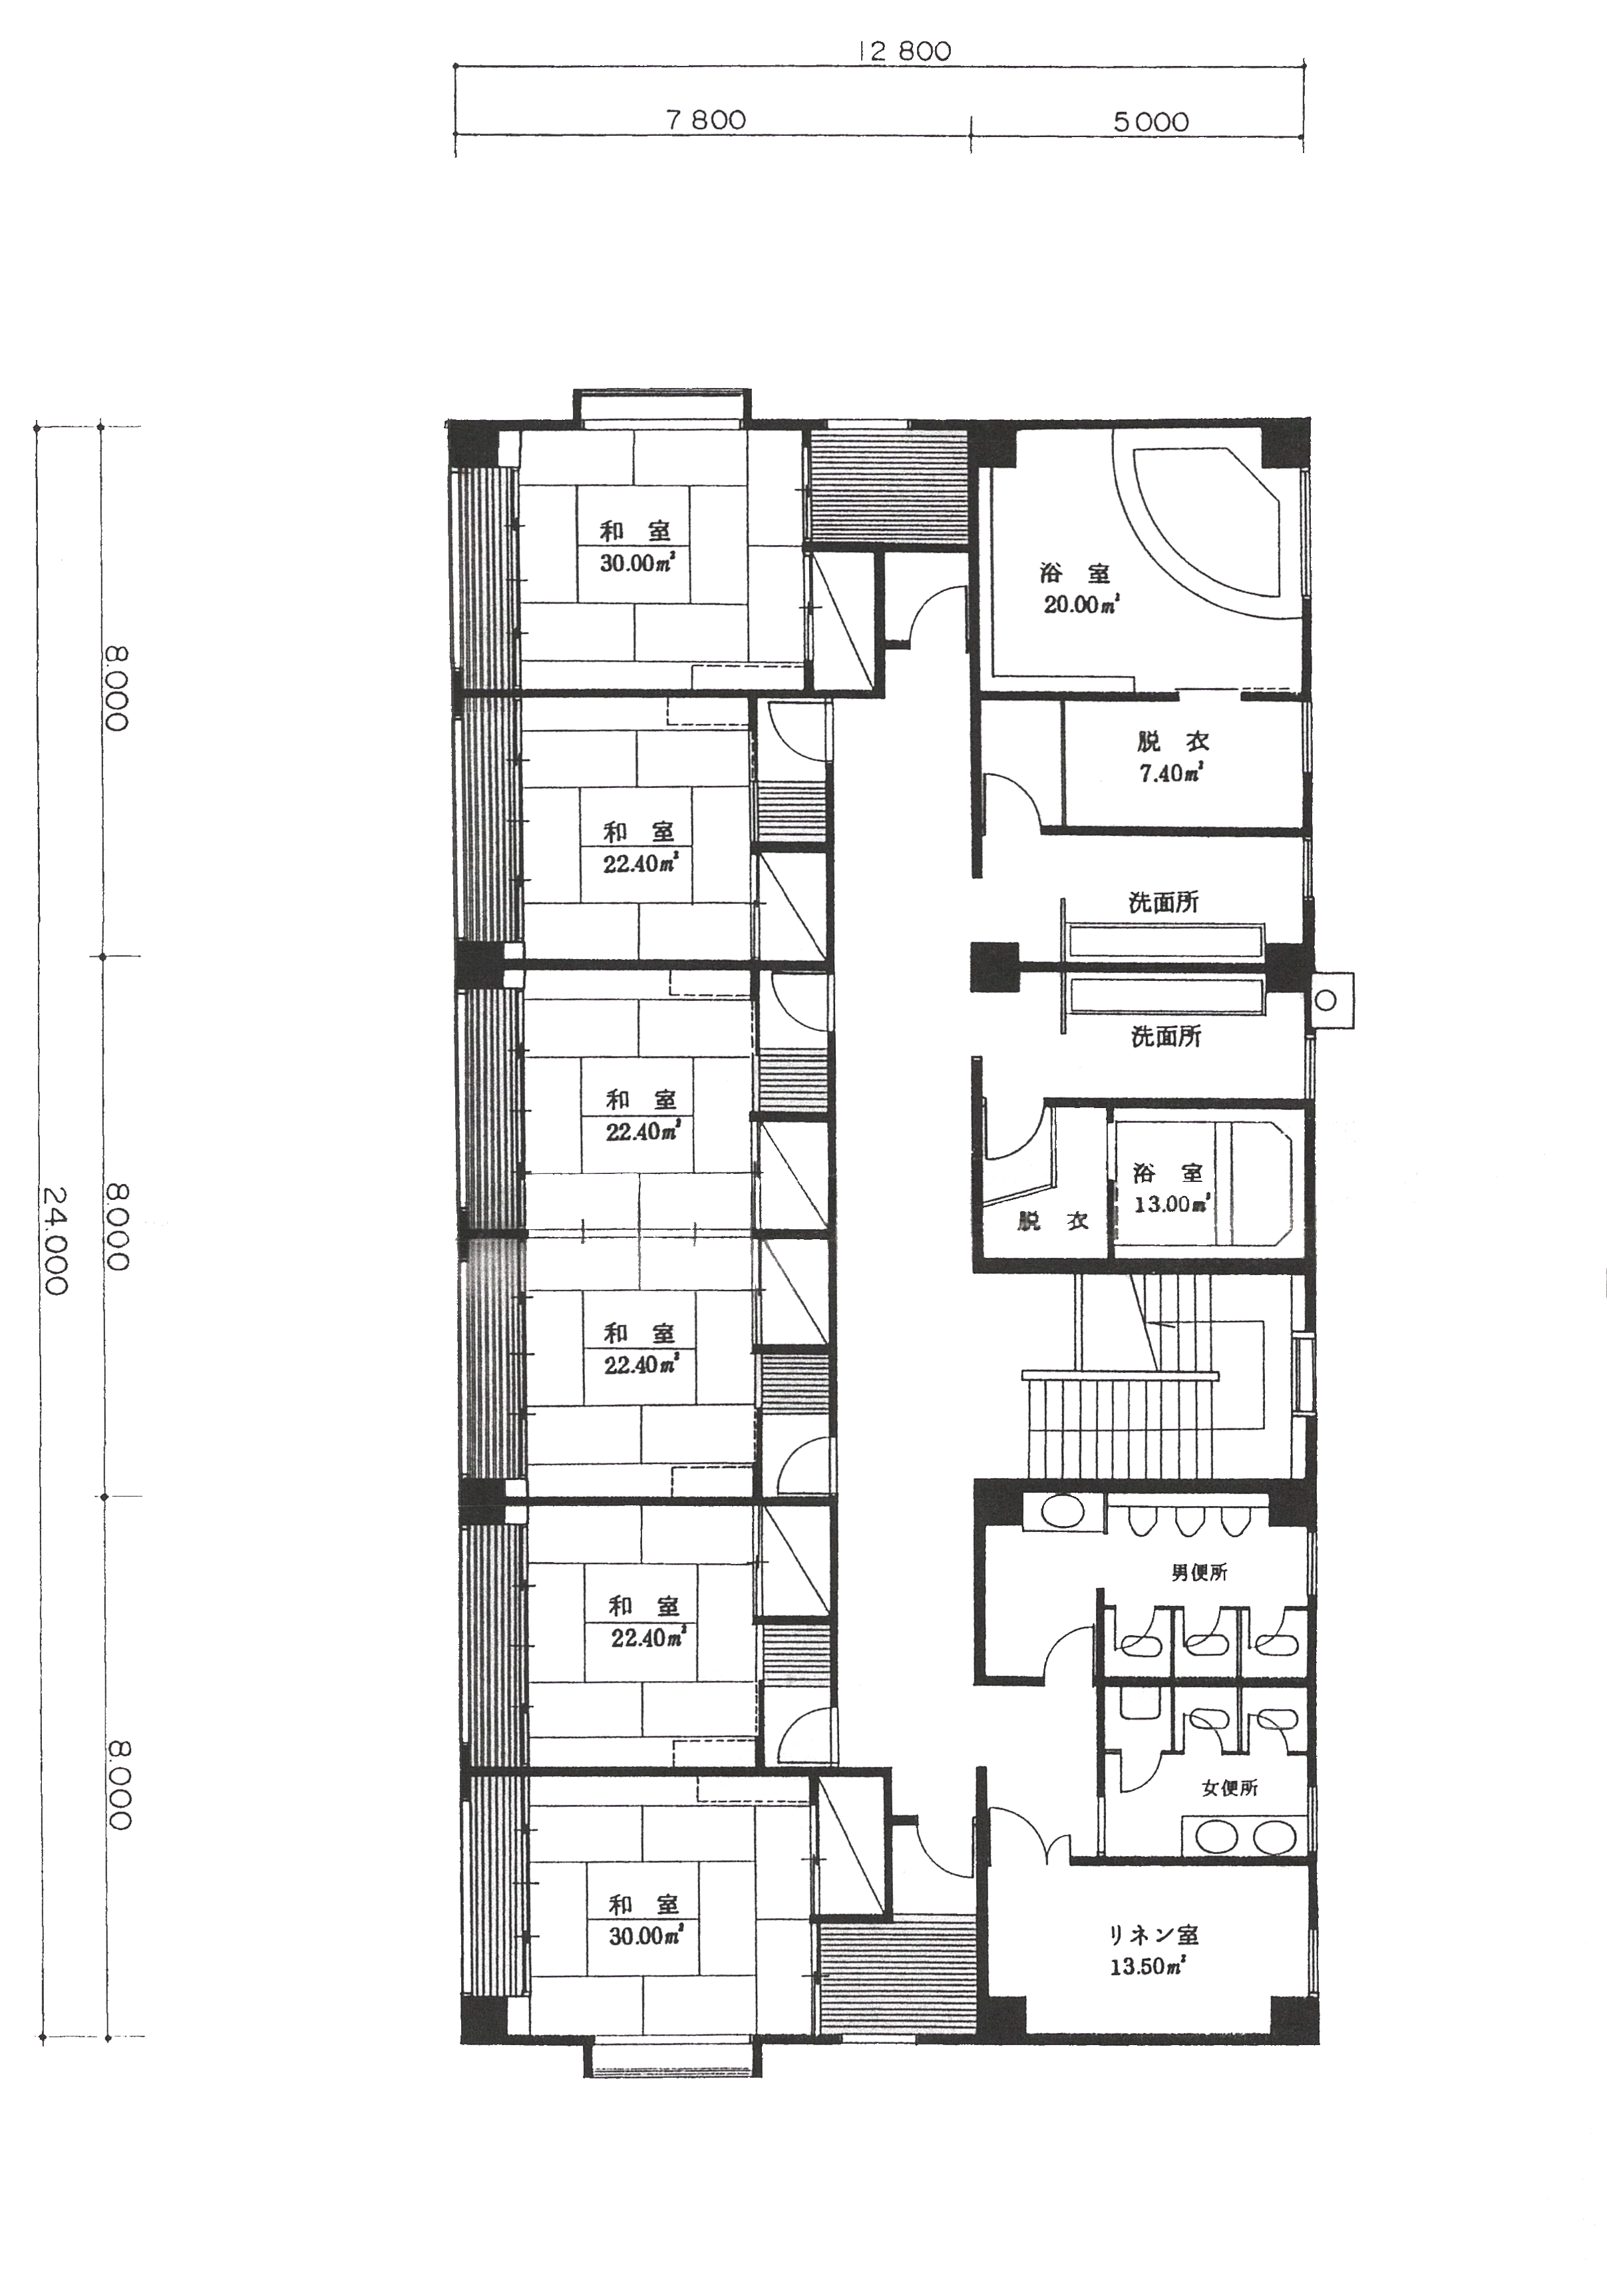 12 800
7 800
5 000
和室
30.00㎡
浴室
20.00㎡
8.000
和室
22.40㎡
脱衣
7.40㎡
洗面所
洗面所
和室
22.40㎡
浴室
13.00㎡
脱衣
24.000
8.000
和室
22.40㎡
男便所
和室
22.40㎡
女便所
8.000
和室
30.00㎡
リネン室
13.50㎡